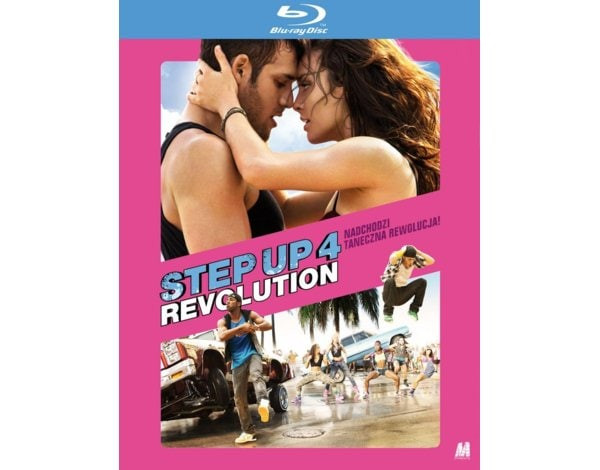 Blu-ray Disc
NADCHODZI
TANECZNA REWOLUCJA!
STEP UP 4
REVOLUTION